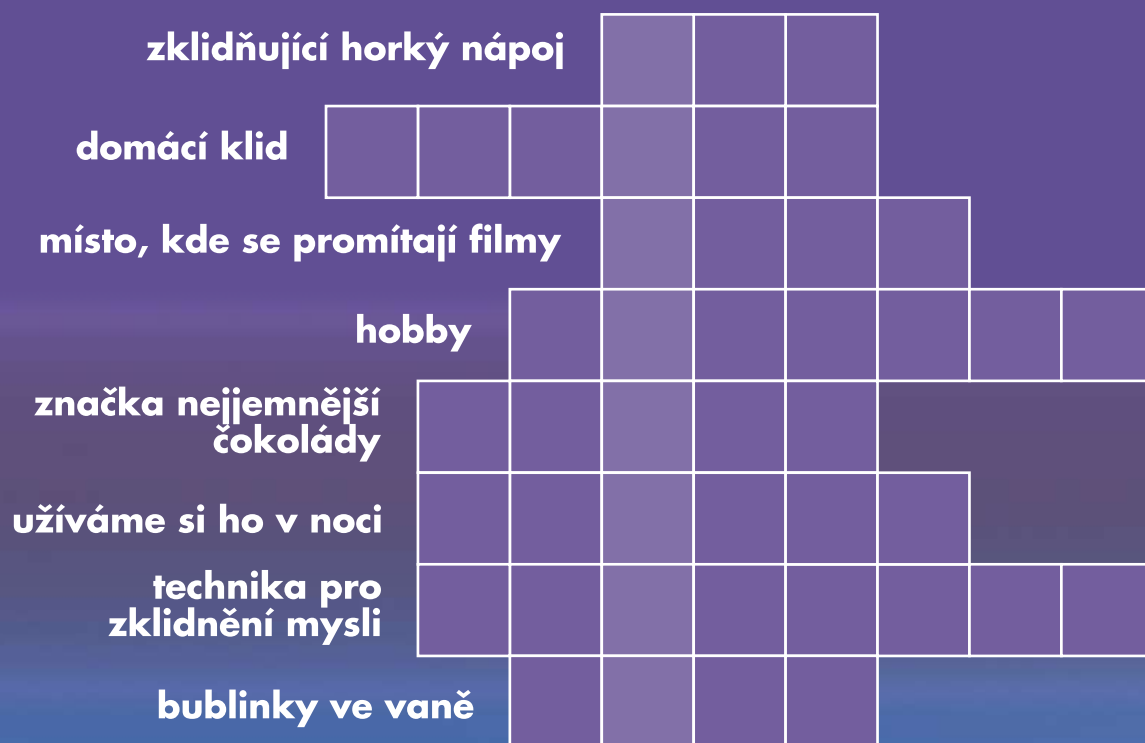 zklidňující horký nápoj
domácí klid
místo, kde se promítají filmy
hobby
značka nejjemnější
čokolády
užíváme si ho v noci
technika pro
zklidnění mysli
bublinky ve vaně